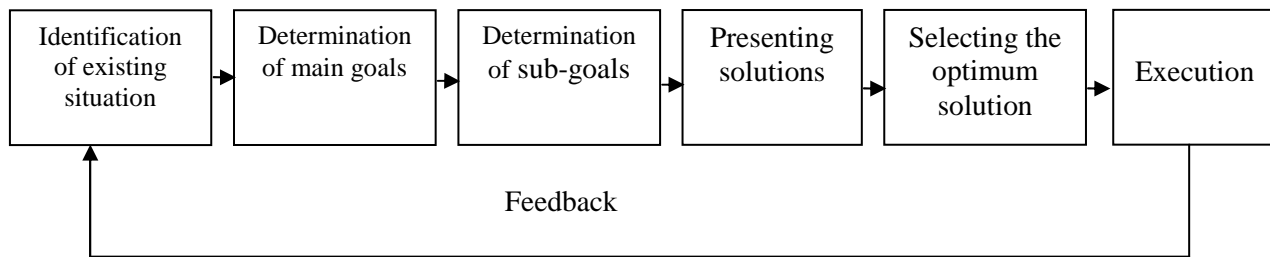 Identification
of existing
situation
Determination
of main goals
Determination
of sub-goals
Presenting
solutions
Selecting the
optimum
solution
Execution
Feedback